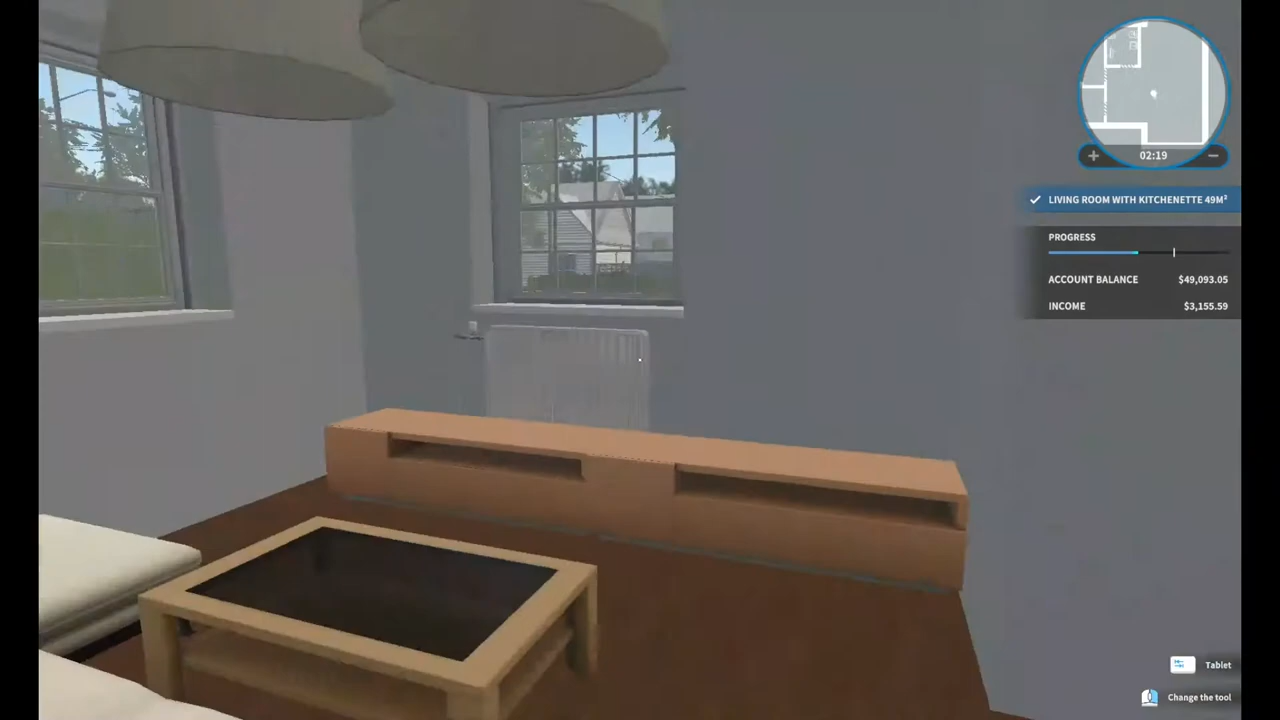 02:19
LIVING ROOM WITH KITCHENETTE 49M²
PROGRESS
ACCOUNT BALANCE $49,093.05
INCOME $3,155.59
Tablet
Change the tool